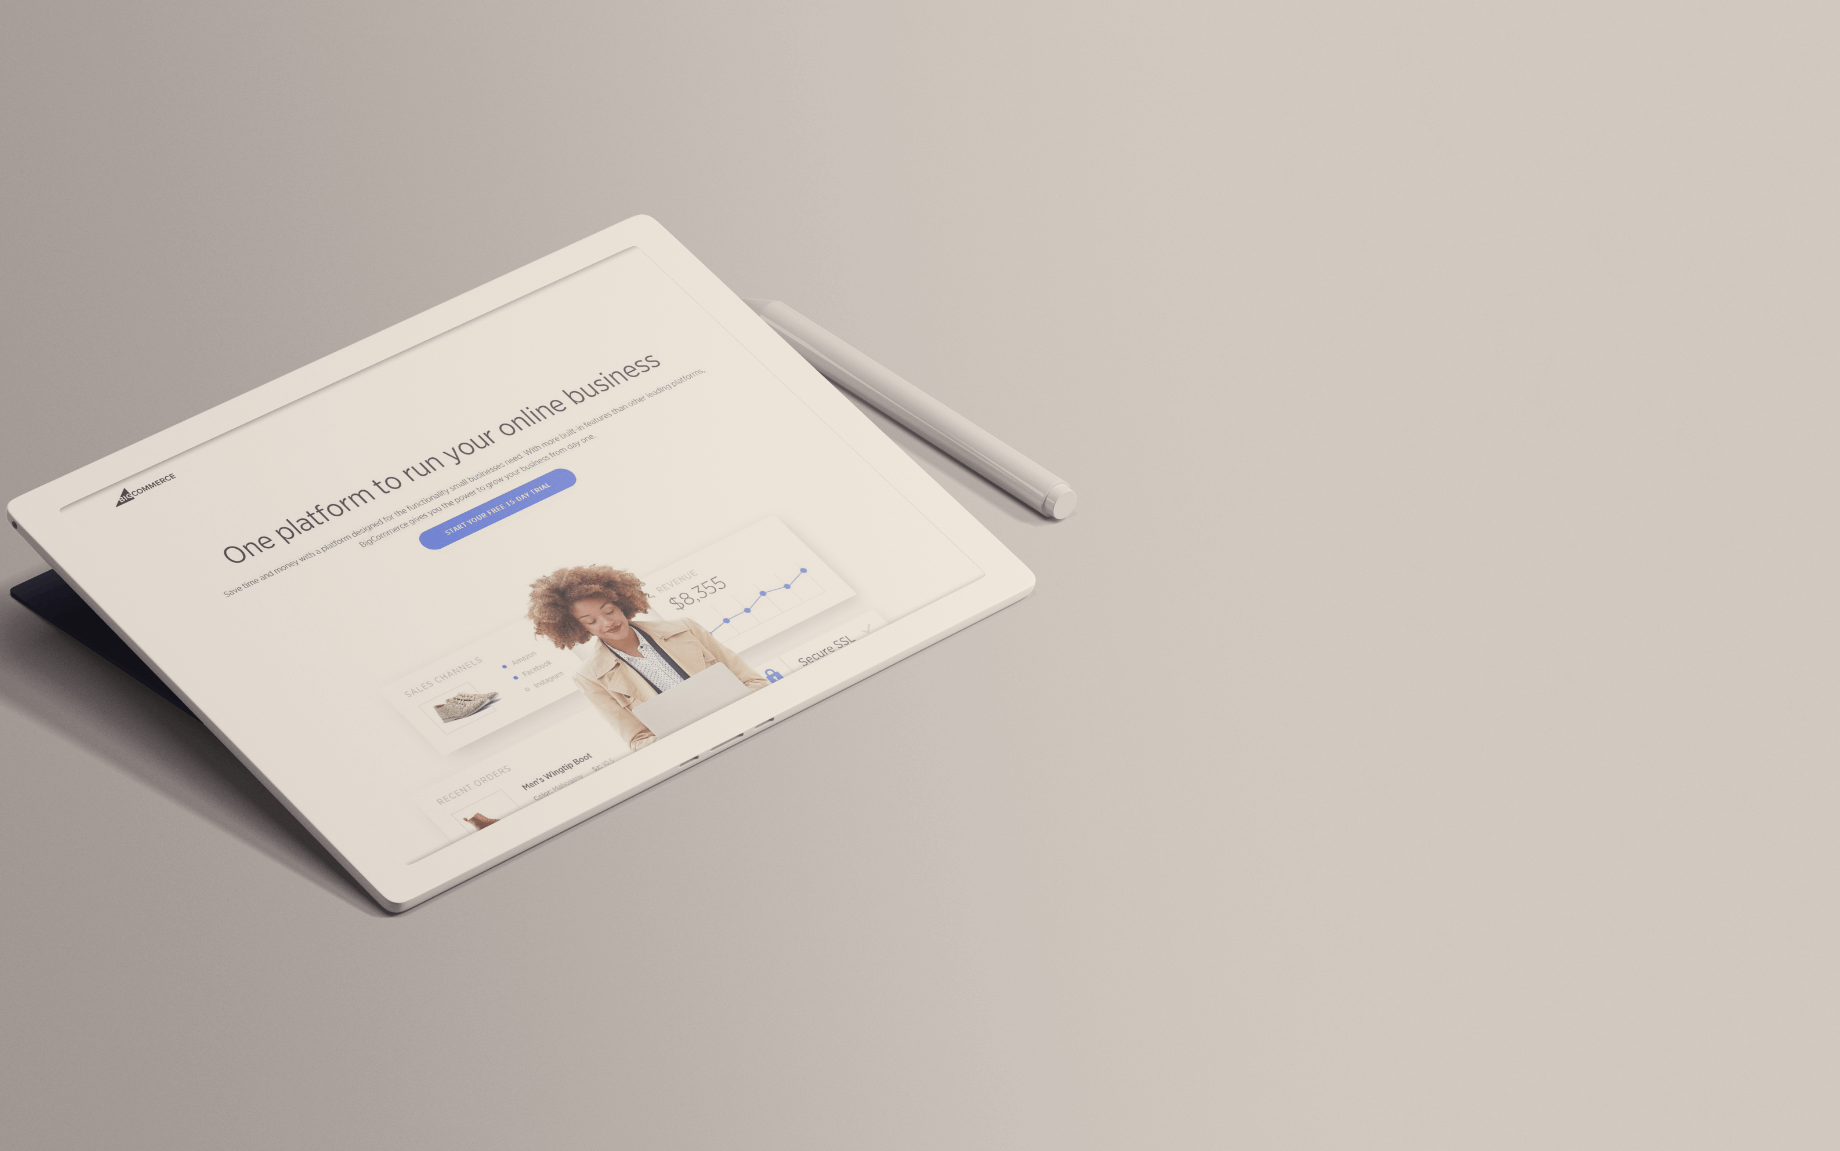 BIGCOMMERCE
One platform to run your online business
Save time and money with a platform designed for the functionality small businesses need. With more built-in features than other leading platforms,
BigCommerce gives you the power to grow your business from day one.
START YOUR FREE 15-DAY TRIAL
REVENUE
$8,355
SALES CHANNELS
Amazon
Facebook
Instagram
Secure SSL
RECENT ORDERS
Men's Wingtip Boot
Color: Mahogany